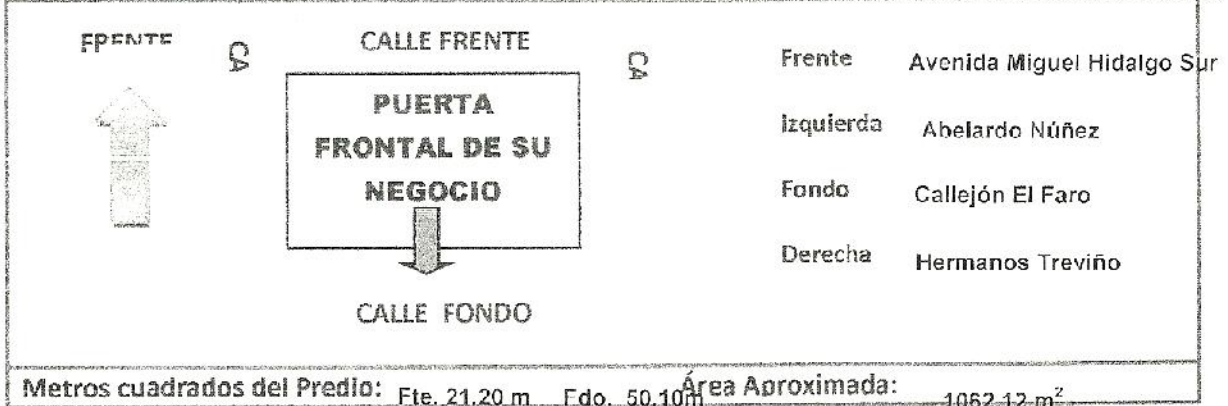 FRENTE
CA
CALLE FRENTE
CA
PUERTA
FRONTAL DE SU
NEGOCIO
CALLE FONDO
Frente Avenida Miguel Hidalgo Sur
Izquierda Abelardo Núñez
Fondo Callejón El Faro
Derecha Hermanos Treviño
Metros cuadrados del Predio: Fte. 21.20 m Fdo. 50.10m Área Aproximada: 1062.12 m²